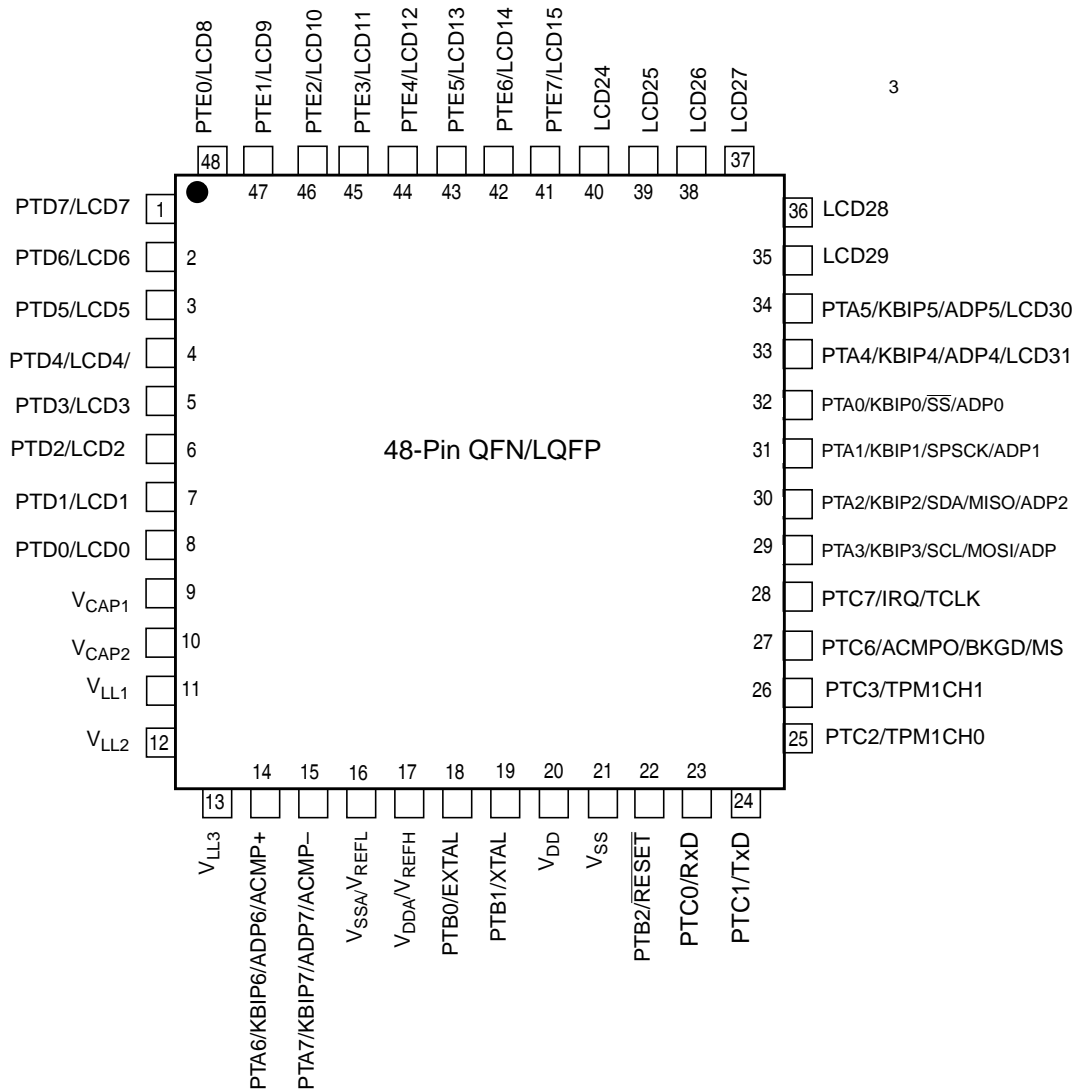 PTE0/LCD8
PTE1/LCD9
PTE2/LCD10
PTE3/LCD11
PTE4/LCD12
PTE5/LCD13
PTE6/LCD14
PTE7/LCD15
LCD24
LCD25
LCD26
LCD27
3
48
47
46
45
44
43
42
41
40
39
38
37
PTD7/LCD7 1
PTD6/LCD6 2
PTD5/LCD5 3
PTD4/LCD4/ 4
PTD3/LCD3 5
PTD2/LCD2 6
PTD1/LCD1 7
PTD0/LCD0 8
VCAP1 9
VCAP2 10
VLL1 11
VLL2 12
48-Pin QFN/LQFP
36 LCD28
35 LCD29
34 PTA5/KBIP5/ADP5/LCD30
33 PTA4/KBIP4/ADP4/LCD31
32 PTA0/KBIP0/S̅S̅/ADP0
31 PTA1/KBIP1/SPSCK/ADP1
30 PTA2/KBIP2/SDA/MISO/ADP2
29 PTA3/KBIP3/SCL/MOSI/ADP
28 PTC7/IRQ/TCLK
27 PTC6/ACMPO/BKGD/MS
26 PTC3/TPM1CH1
25 PTC2/TPM1CH0
13
14
15
16
17
18
19
20
21
22
23
24
VLL3
PTA6/KBIP6/ADP6/ACMP+
PTA7/KBIP7/ADP7/ACMP–
VSSA/VREFL
VDDA/VREFH
PTB0/EXTAL
PTB1/XTAL
VDD
VSS
PTB2/R̅E̅S̅E̅T̅
PTC0/RxD
PTC1/TxD